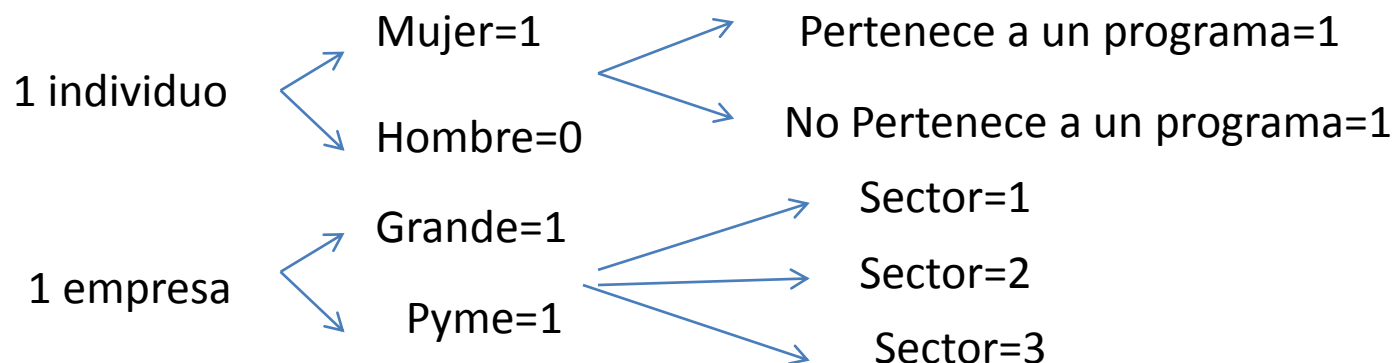 Mujer=1
Pertenece a un programa=1
1 individuo
Hombre=0
No Pertenece a un programa=1
Grande=1
Sector=1
1 empresa
Sector=2
Pyme=1
Sector=3